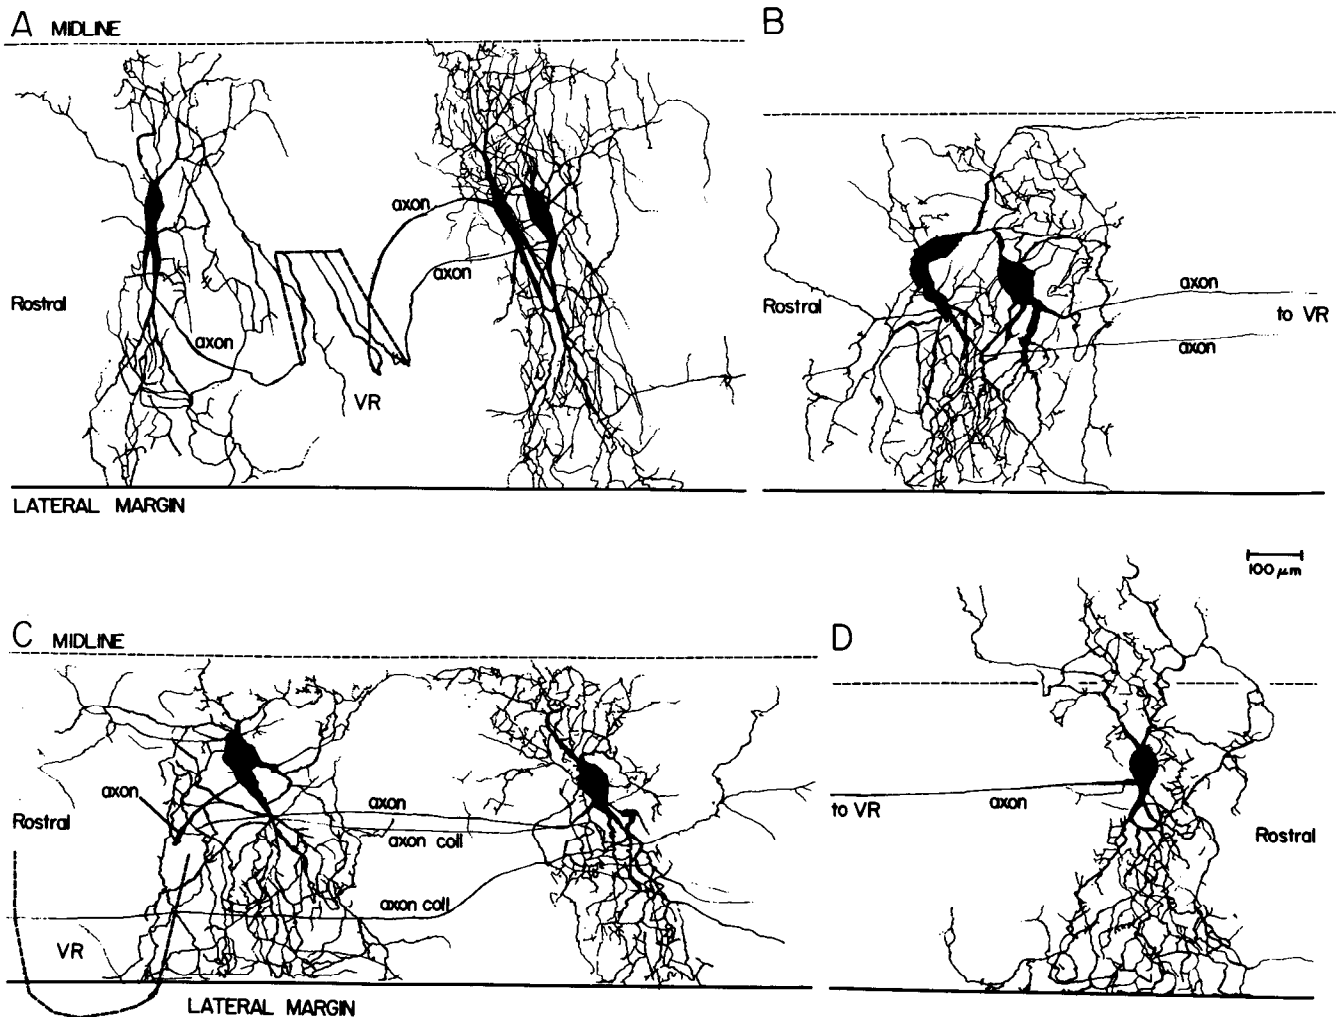 A MIDLINE
axon
axon
Rostral
axon
VR
LATERAL MARGIN
B
Rostral
axon
to VR
axon
100 µm
C MIDLINE
axon
axon
Rostral
axon coll
axon coll
VR
LATERAL MARGIN
D
to VR
axon
Rostral